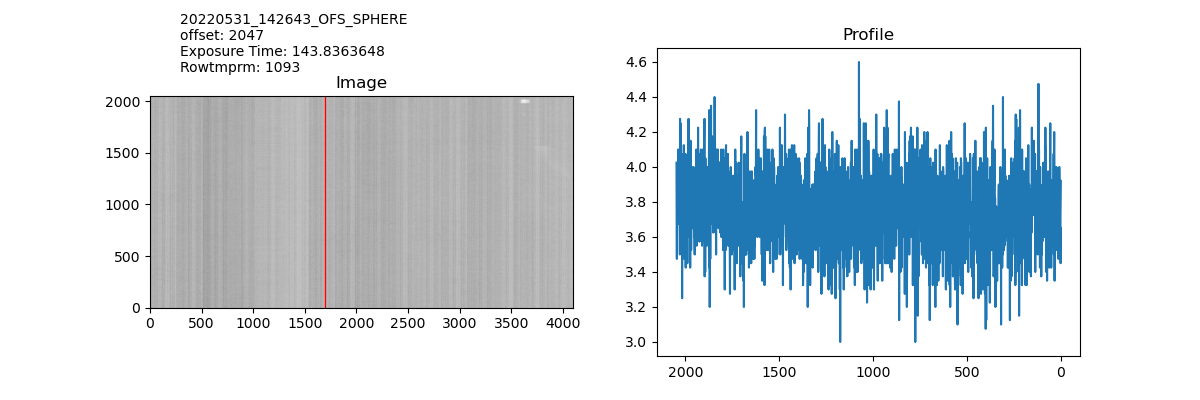 20220531_142643_OFS_SPHERE
offset: 2047
Exposure Time: 143.8363648
Rowtmprm: 1093
Image
2000
1500
1000
500
0
0 500 1000 1500 2000 2500 3000 3500 4000
Profile
4.6
4.4
4.2
4.0
3.8
3.6
3.4
3.2
3.0
2000 1500 1000 500 0